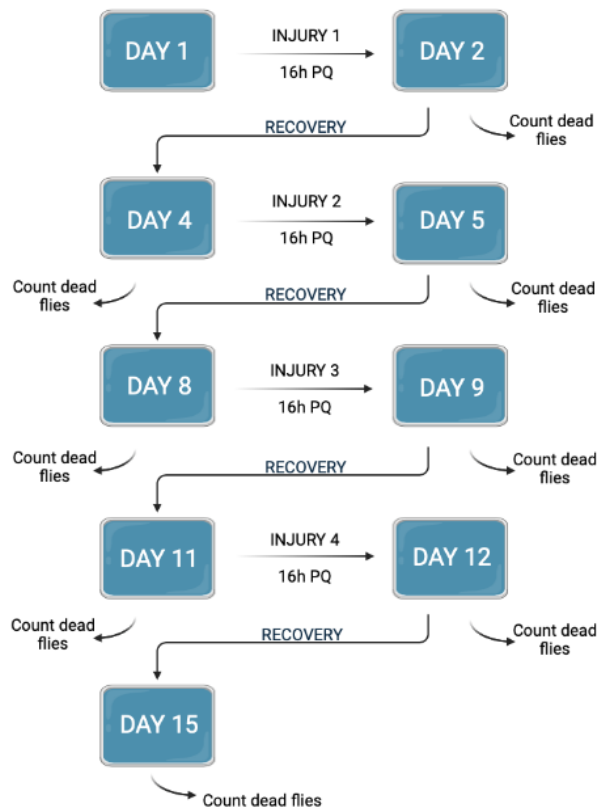 DAY 1
INJURY 1
16h PQ
DAY 2
RECOVERY
Count dead
flies
DAY 4
INJURY 2
16h PQ
DAY 5
Count dead
flies
RECOVERY
Count dead
flies
DAY 8
INJURY 3
16h PQ
DAY 9
Count dead
flies
RECOVERY
Count dead
flies
DAY 11
INJURY 4
16h PQ
DAY 12
Count dead
flies
RECOVERY
Count dead
flies
DAY 15
Count dead flies